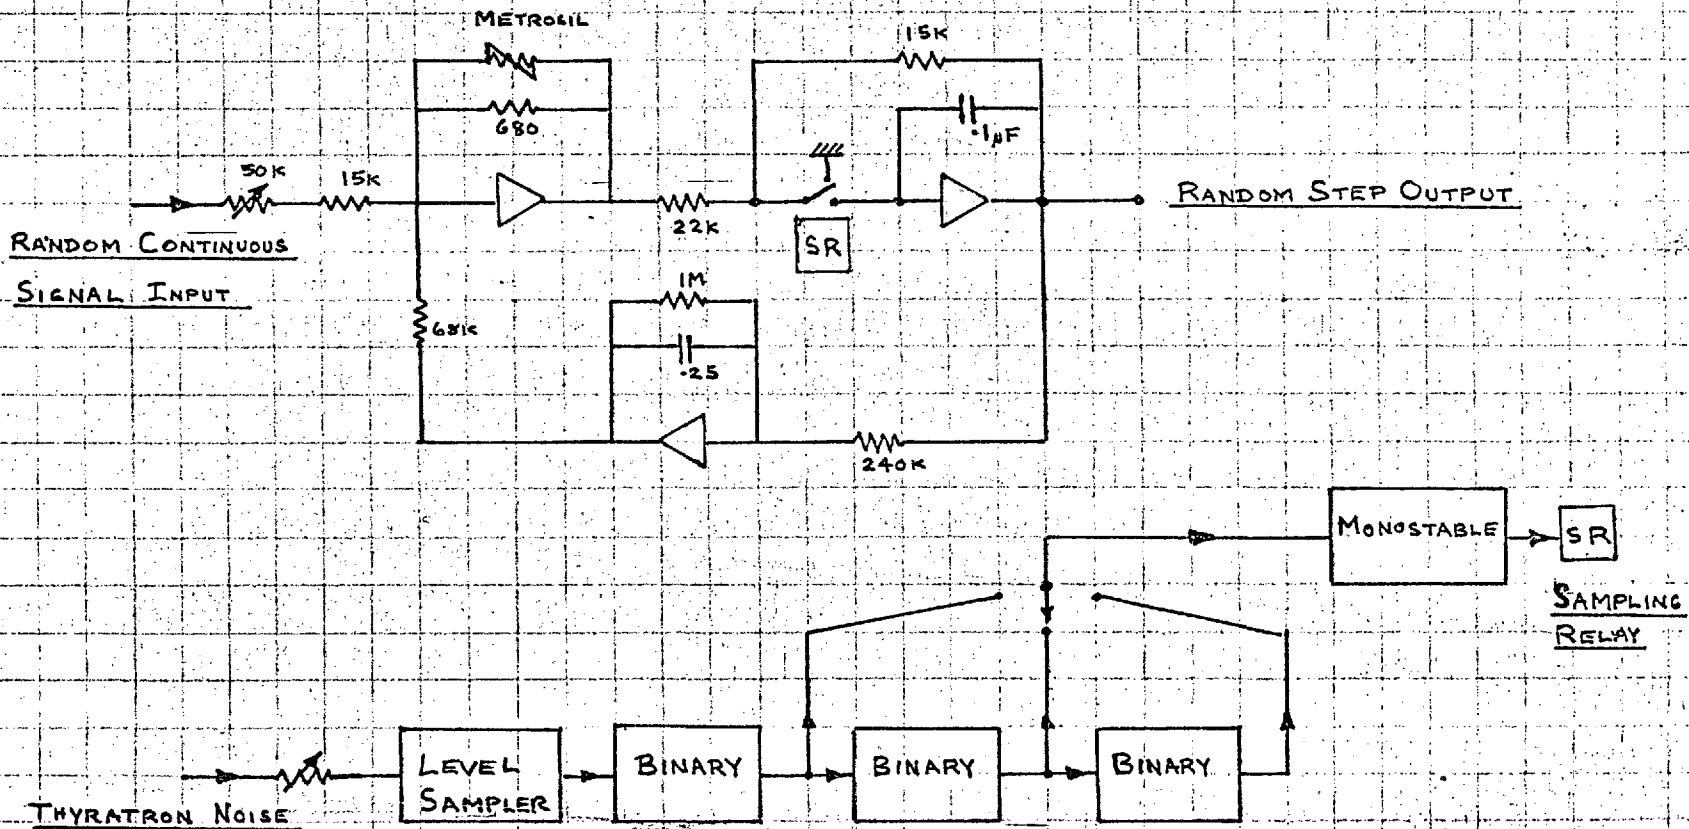 METROSIL
15K
680
.1µF
50K
15K
RANDOM STEP OUTPUT
22K
SR
RANDOM CONTINUOUS
SIGNAL INPUT
1M
68K
.25
240K
MONOSTABLE
SR
SAMPLING
RELAY
LEVEL
SAMPLER
BINARY
BINARY
BINARY
THYRATRON NOISE